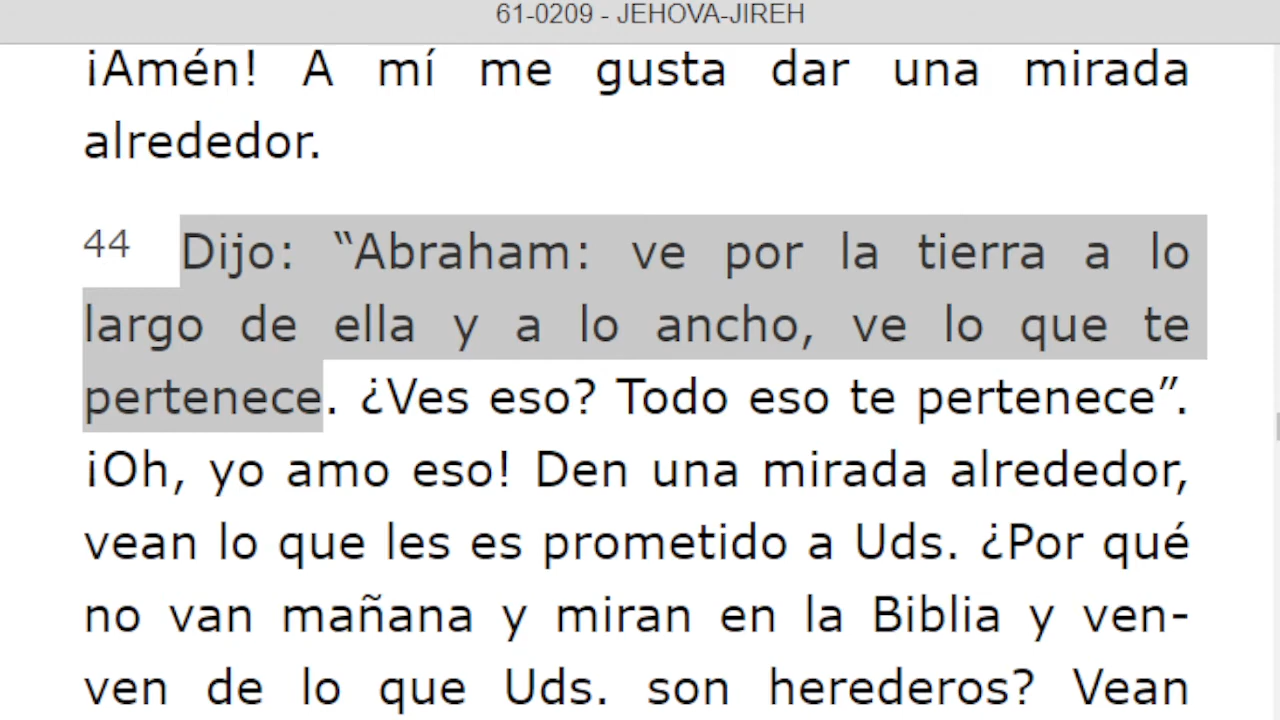 61-0209 - JEHOVA-JIREH
¡Amén! A mí me gusta dar una mirada
alrededor.
44 Dijo: “Abraham: ve por la tierra a lo
largo de ella y a lo ancho, ve lo que te
pertenece. ¿Ves eso? Todo eso te pertenece”.
¡Oh, yo amo eso! Den una mirada alrededor,
vean lo que les es prometido a Uds. ¿Por qué
no van mañana y miran en la Biblia y ven-
ven de lo que Uds. son herederos? Vean